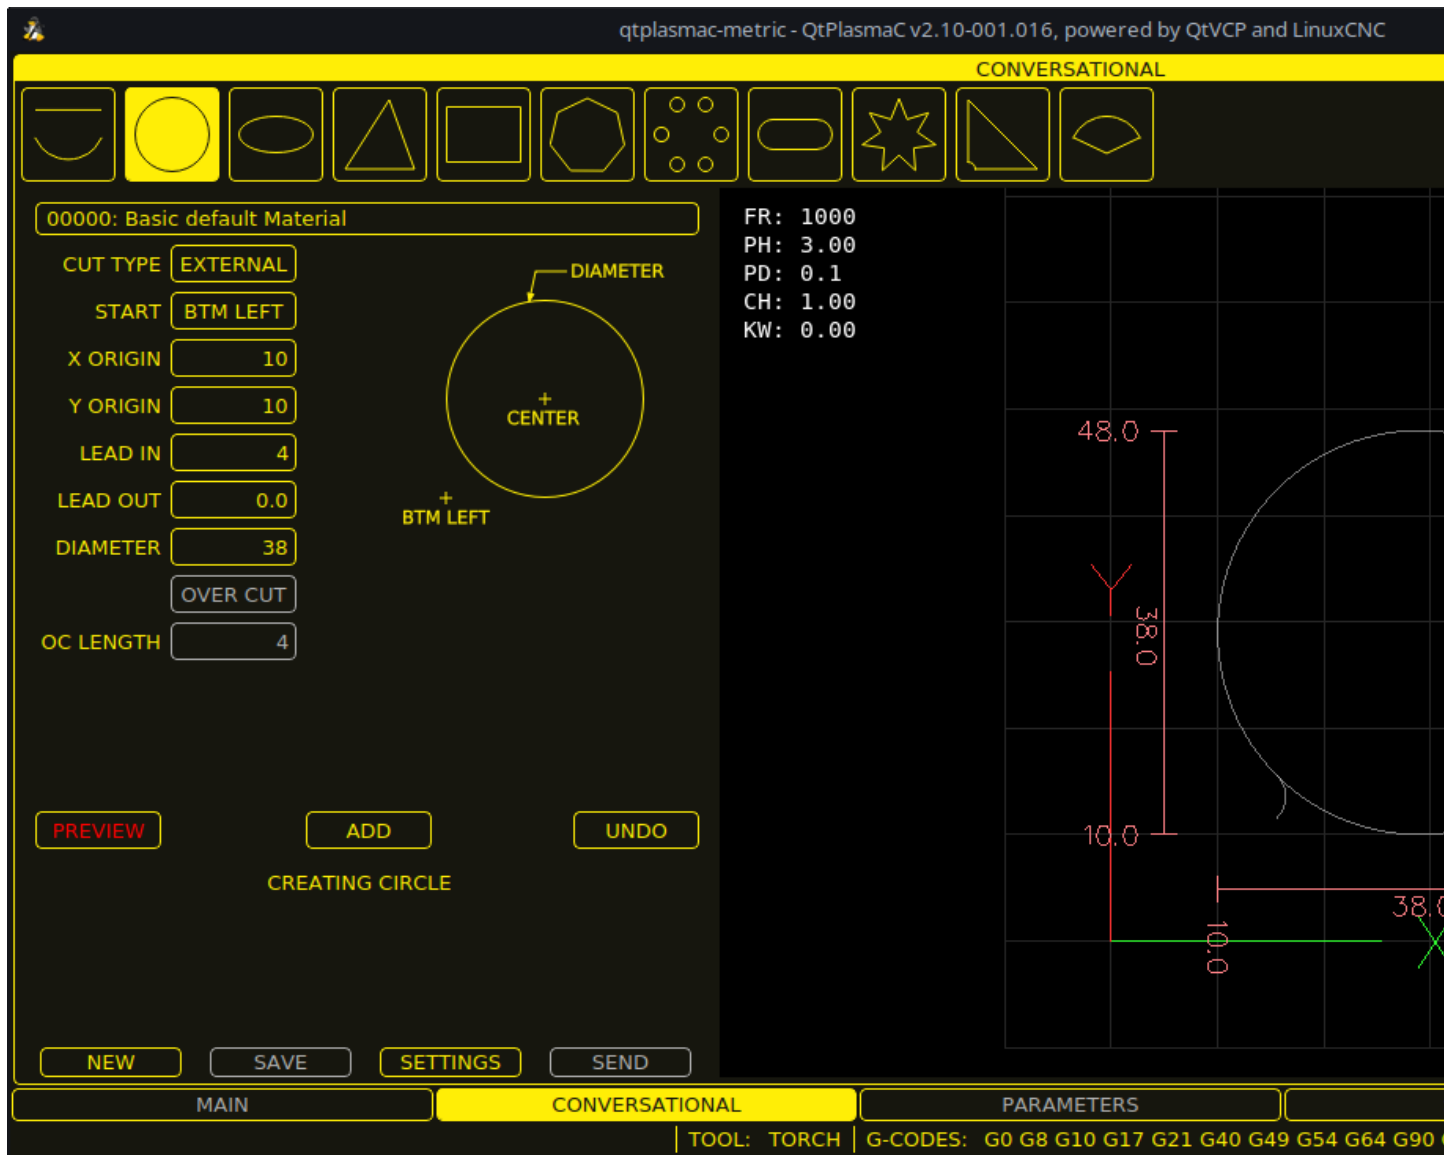 qtplasmac-metric - QtPlasmaC v2.10-001.016, powered by QtVCP and LinuxCNC
CONVERSATIONAL
00000: Basic default Material
CUT TYPE EXTERNAL
START BTM LEFT
X ORIGIN 10
Y ORIGIN 10
LEAD IN 4
LEAD OUT 0.0
DIAMETER 38
OVER CUT
OC LENGTH 4
DIAMETER
CENTER
BTM LEFT
PREVIEW ADD UNDO
CREATING CIRCLE
NEW SAVE SETTINGS SEND
FR: 1000
PH: 3.00
PD: 0.1
CH: 1.00
KW: 0.00
48.0
Y
38.0
10.0
38.0
10.0
X
MAIN CONVERSATIONAL PARAMETERS
TOOL: TORCH G-CODES: G0 G8 G10 G17 G21 G40 G49 G54 G64 G90